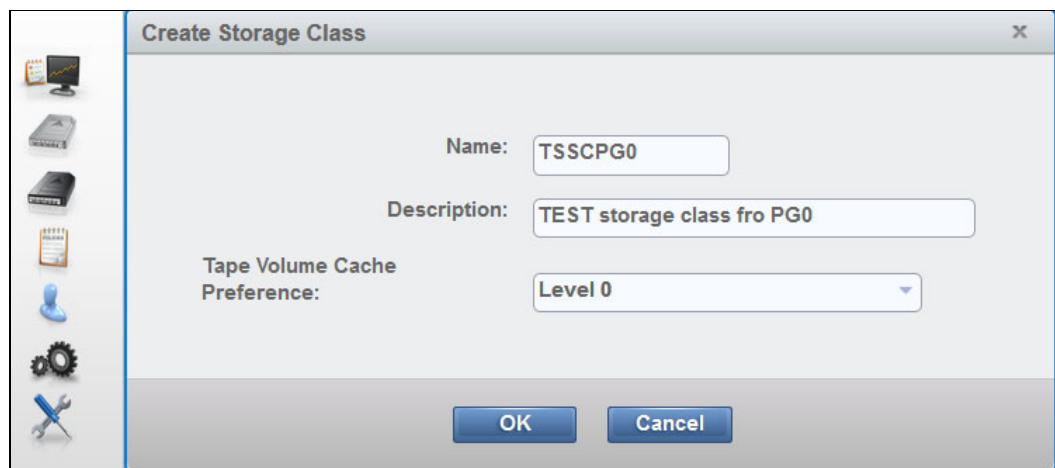 Create Storage Class
x
Name:
TSSCPG0
Description:
TEST storage class fro PG0
Tape Volume Cache
Preference:
Level 0
OK
Cancel